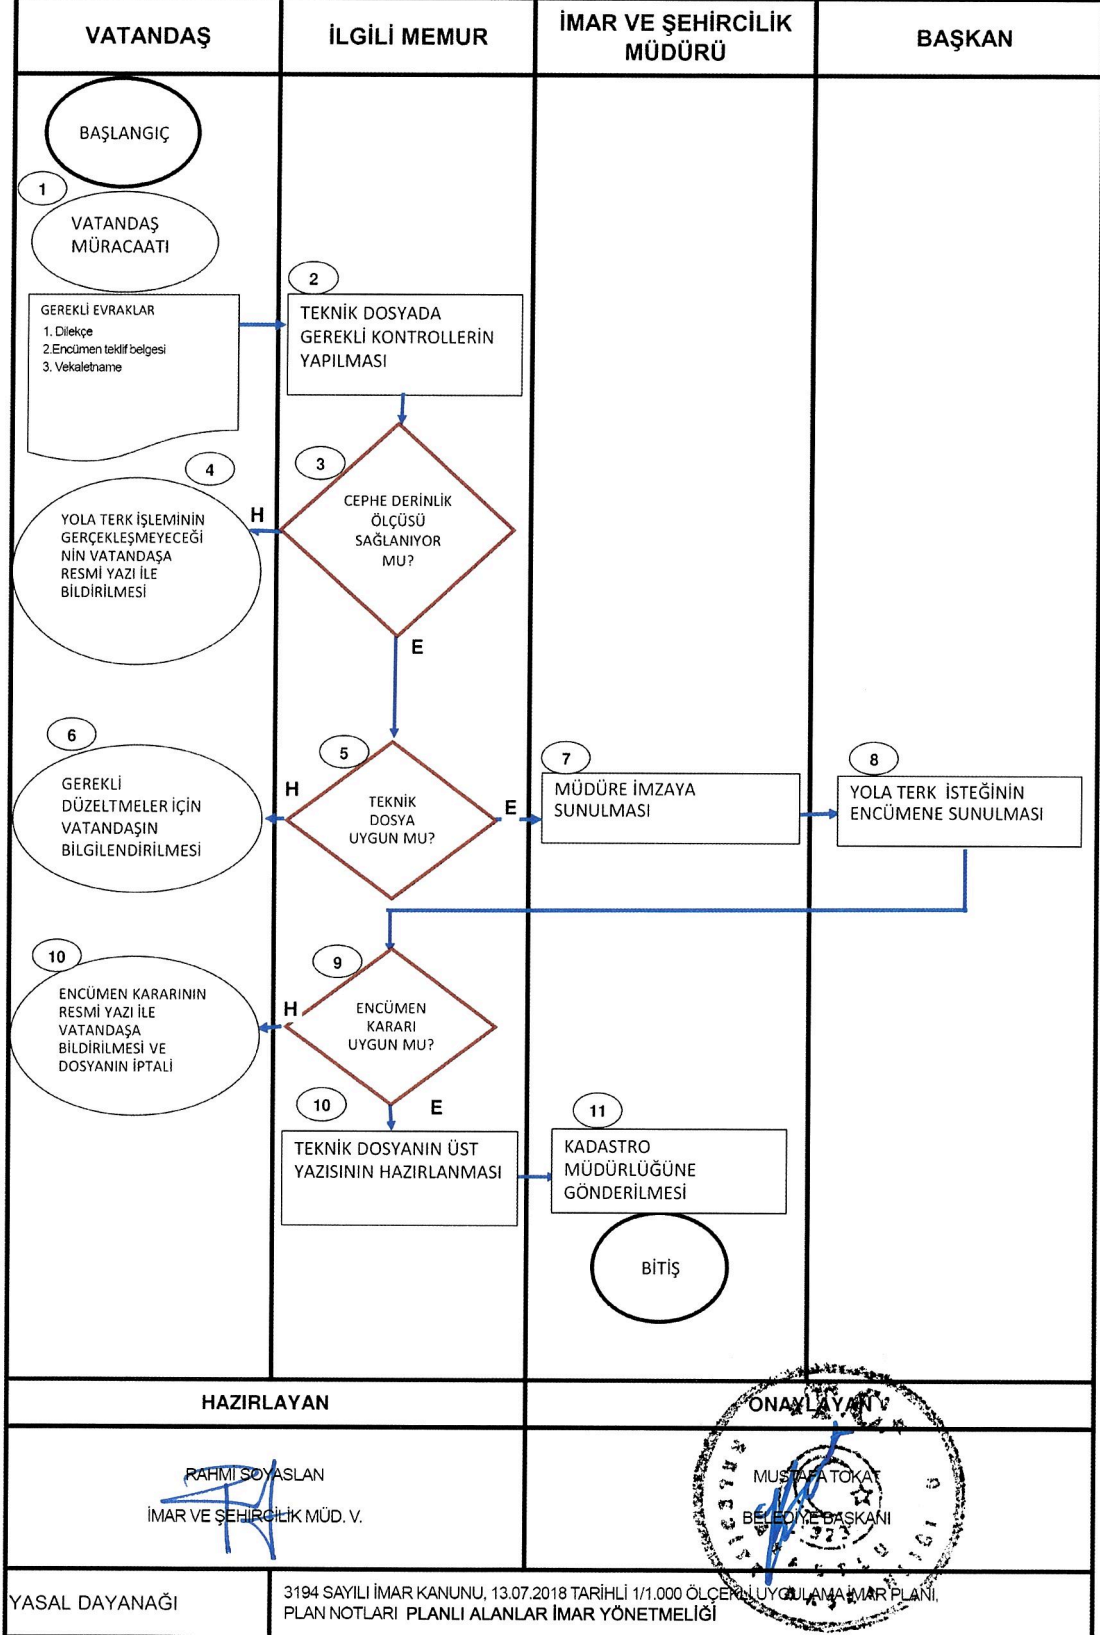 VATANDAŞ
İLGİLİ MEMUR
İMAR VE ŞEHİRCİLİK
MÜDÜRÜ
BAŞKAN
BAŞLANGIÇ
1
VATANDAŞ
MÜRACAATI
GEREKLİ EVRAKLAR
1. Dilekçe
2.Encümen teklif belgesi
3. Vekaletname
2
TEKNİK DOSYADA
GEREKLİ KONTROLLERİN
YAPILMASI
3
CEPHE DERİNLİK
ÖLÇÜSÜ
SAĞLANIYOR
MU?
H
4
YOLA TERK İŞLEMİNİN
GERÇEKLEŞMEYECEĞİ
NİN VATANDAŞA
RESMİ YAZI İLE
BİLDİRİLMESİ
E
5
TEKNİK
DOSYA
UYGUN MU?
H
6
GEREKLİ
DÜZELTMELER İÇİN
VATANDAŞIN
BİLGİLENDİRİLMESİ
E
7
MÜDÜRE İMZAYA
SUNULMASI
8
YOLA TERK İSTEĞİNİN
ENCÜMENE SUNULMASI
9
ENCÜMEN
KARARI
UYGUN MU?
H
10
ENCÜMEN KARARININ
RESMİ YAZI İLE
VATANDAŞA
BİLDİRİLMESİ VE
DOSYANIN İPTALİ
E
10
TEKNİK DOSYANIN ÜST
YAZISININ HAZIRLANMASI
11
KADASTRO
MÜDÜRLÜĞÜNE
GÖNDERİLMESİ
BİTİŞ
HAZIRLAYAN
ONAYLAYAN
RAHMİ SOYASLAN
İMAR VE ŞEHİRCİLİK MÜD. V.
MUSTAFA TOKAT
BELEDİYE BAŞKANI
YASAL DAYANAĞI
3194 SAYILI İMAR KANUNU, 13.07.2018 TARİHLİ 1/1.000 ÖLÇEKLİ UYGULAMA İMAR PLANI,
PLAN NOTLARI PLANLI ALANLAR İMAR YÖNETMELİĞİ